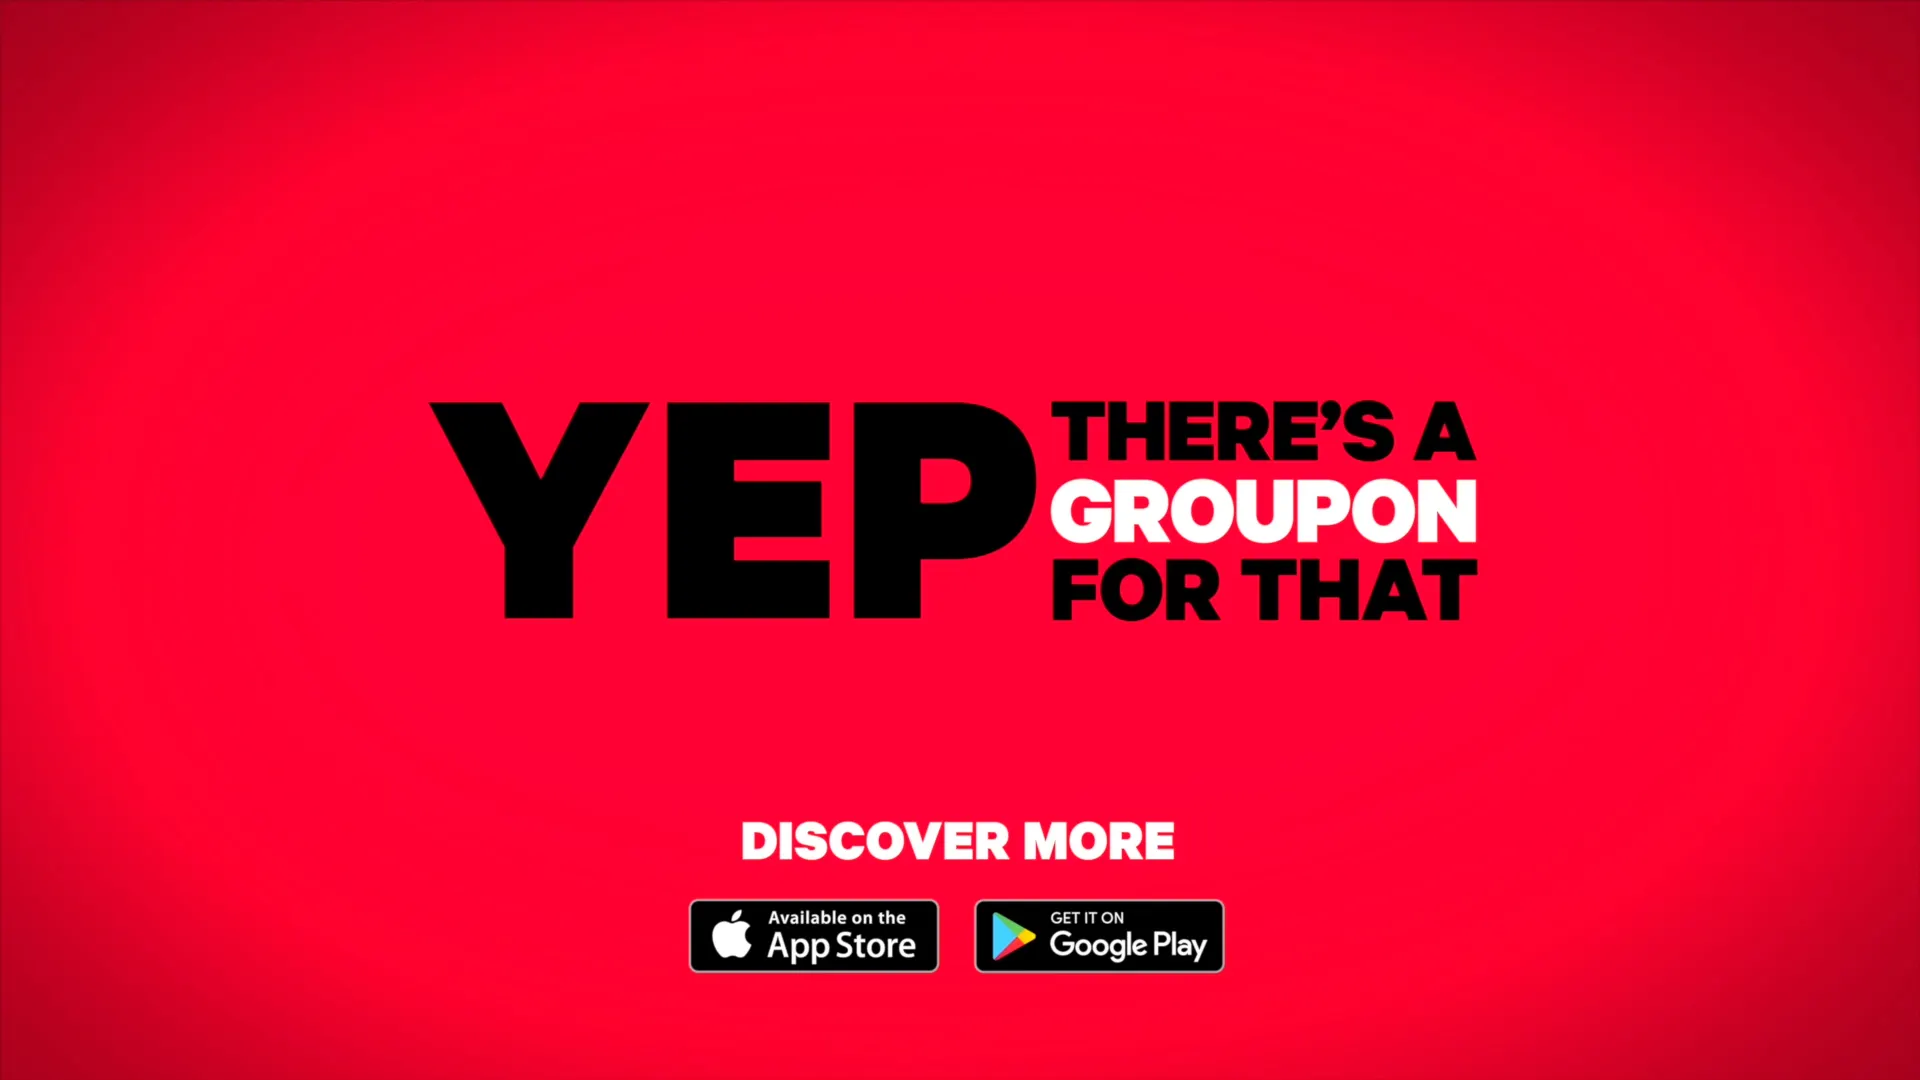 YEP
THERE'S A
GROUPON
FOR THAT
DISCOVER MORE
Available on the
App Store
GET IT ON
Google Play